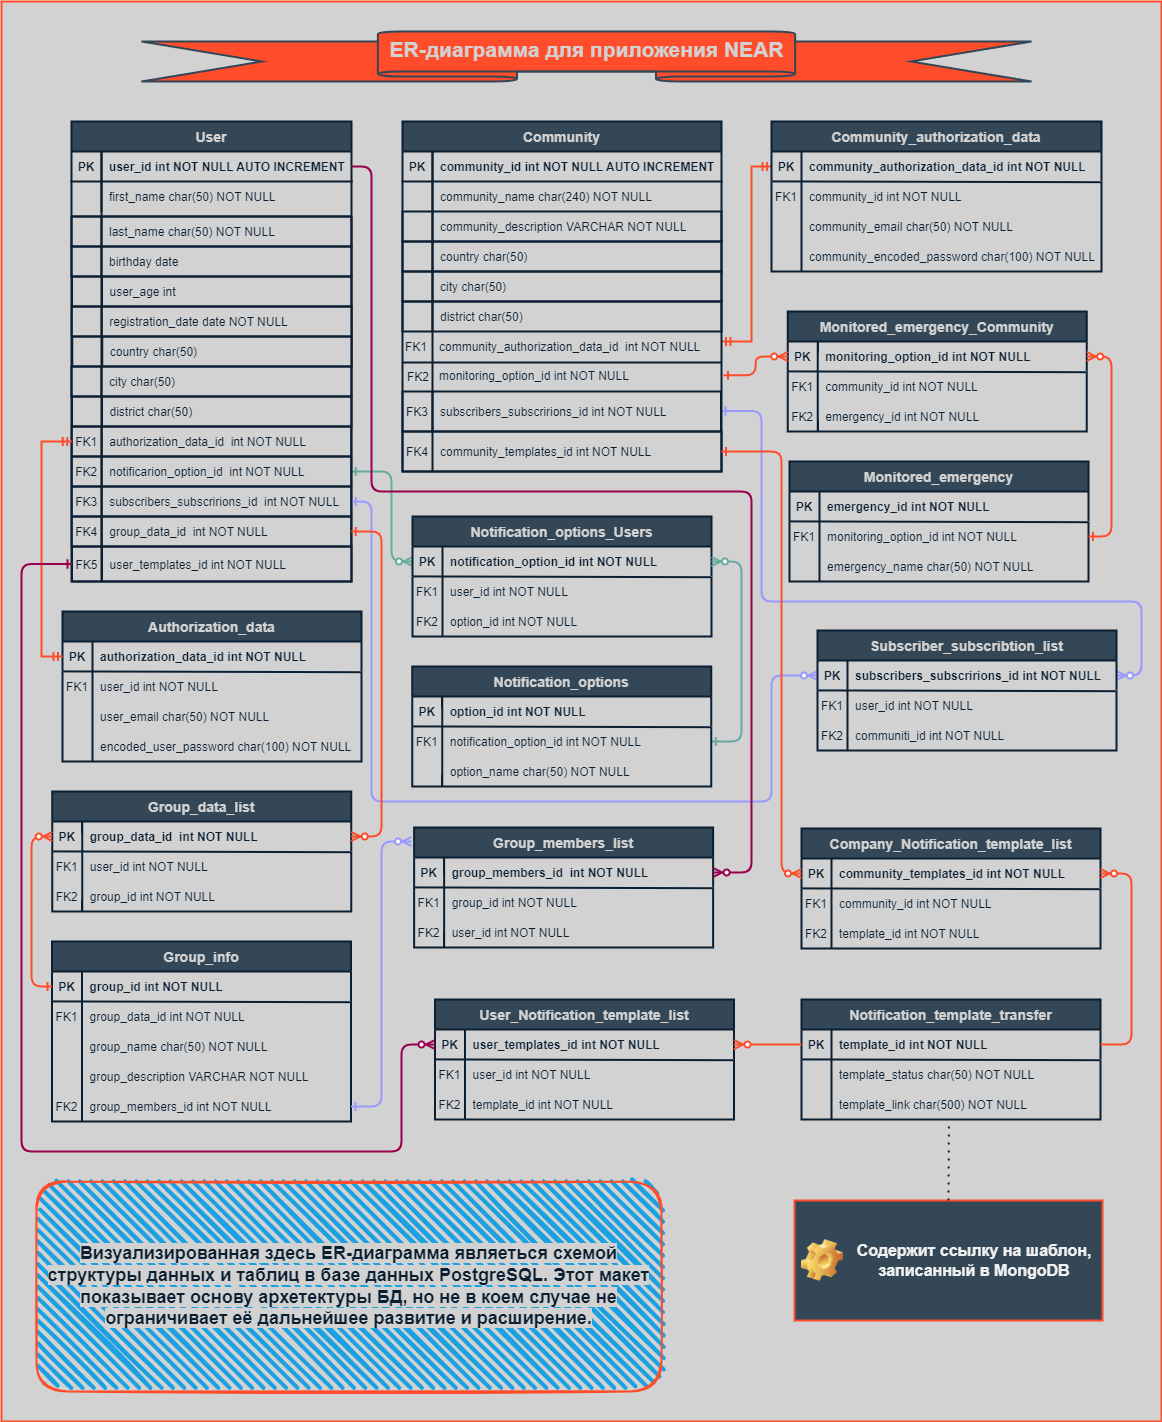 ER-диаграмма для приложения NEAR
User
PK user_id int NOT NULL AUTO INCREMENT
first_name char(50) NOT NULL
last_name char(50) NOT NULL
birthday date
user_age int
registration_date date NOT NULL
country char(50)
city char(50)
district char(50)
FK1 authorization_data_id int NOT NULL
FK2 notificarion_option_id int NOT NULL
FK3 subscribers_subscririons_id int NOT NULL
FK4 group_data_id int NOT NULL
FK5 user_templates_id int NOT NULL
Community
PK community_id int NOT NULL AUTO INCREMENT
community_name char(240) NOT NULL
community_description VARCHAR NOT NULL
country char(50)
city char(50)
district char(50)
FK1 community_authorization_data_id int NOT NULL
FK2 monitoring_option_id int NOT NULL
FK3 subscribers_subscririons_id int NOT NULL
FK4 community_templates_id int NOT NULL
Community_authorization_data
PK community_authorization_data_id int NOT NULL
FK1 community_id int NOT NULL
community_email char(50) NOT NULL
community_encoded_password char(100) NOT NULL
Monitored_emergency_Community
PK monitoring_option_id int NOT NULL
FK1 community_id int NOT NULL
FK2 emergency_id int NOT NULL
Monitored_emergency
PK emergency_id int NOT NULL
FK1 monitoring_option_id int NOT NULL
emergency_name char(50) NOT NULL
Notification_options_Users
PK notification_option_id int NOT NULL
FK1 user_id int NOT NULL
FK2 option_id int NOT NULL
Authorization_data
PK authorization_data_id int NOT NULL
FK1 user_id int NOT NULL
user_email char(50) NOT NULL
encoded_user_password char(100) NOT NULL
Notification_options
PK option_id int NOT NULL
FK1 notification_option_id int NOT NULL
option_name char(50) NOT NULL
Subscriber_subscribtion_list
PK subscribers_subscririons_id int NOT NULL
FK1 user_id int NOT NULL
FK2 communiti_id int NOT NULL
Group_data_list
PK group_data_id int NOT NULL
FK1 user_id int NOT NULL
FK2 group_id int NOT NULL
Group_members_list
PK group_members_id int NOT NULL
FK1 group_id int NOT NULL
FK2 user_id int NOT NULL
Company_Notification_template_list
PK community_templates_id int NOT NULL
FK1 community_id int NOT NULL
FK2 template_id int NOT NULL
Group_info
PK group_id int NOT NULL
FK1 group_data_id int NOT NULL
group_name char(50) NOT NULL
group_description VARCHAR NOT NULL
FK2 group_members_id int NOT NULL
User_Notification_template_list
PK user_templates_id int NOT NULL
FK1 user_id int NOT NULL
FK2 template_id int NOT NULL
Notification_template_transfer
PK template_id int NOT NULL
template_status char(50) NOT NULL
template_link char(500) NOT NULL
Визуализированная здесь ER-диаграмма являеться схемой
структуры данных и таблиц в базе данных PostgreSQL. Этот макет
показывает основу архетектуры БД, но не в коем случае не
ограничивает её дальнейшее развитие и расширение.
Содержит ссылку на шаблон,
записанный в MongoDB